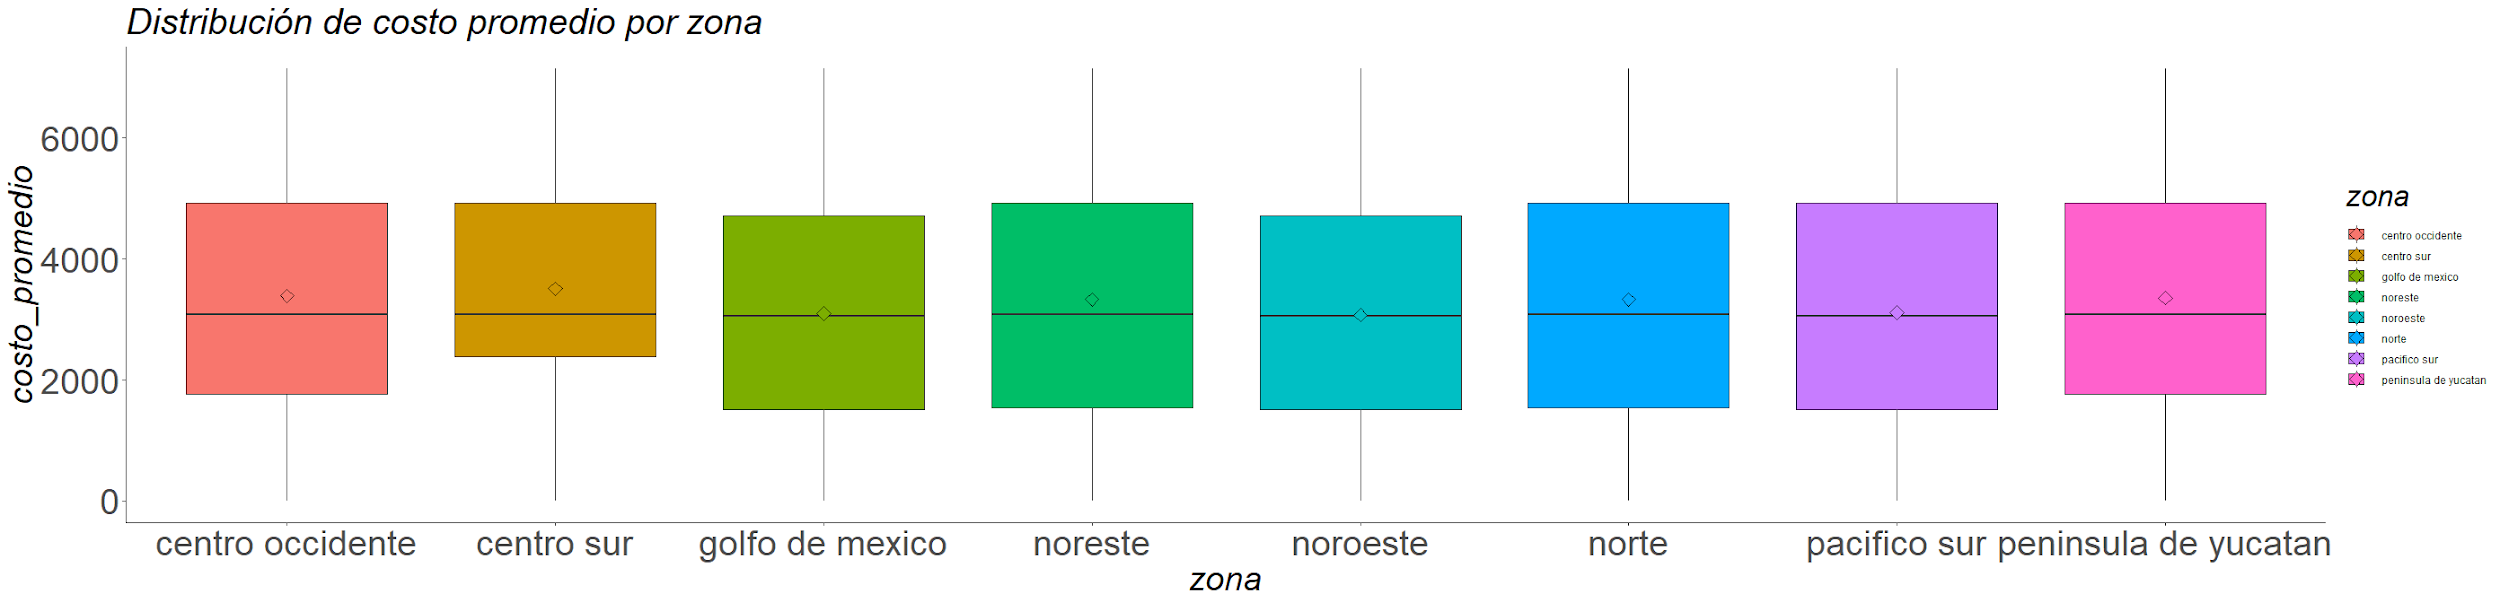 Distribución de costo promedio por zona
costo_promedio
6000
4000
2000
0
centro occidente
centro sur
golfo de mexico
noreste
noroeste
norte
pacifico sur
peninsula de yucatan
zona
zona
centro occidente
centro sur
golfo de mexico
noreste
noroeste
norte
pacifico sur
peninsula de yucatan